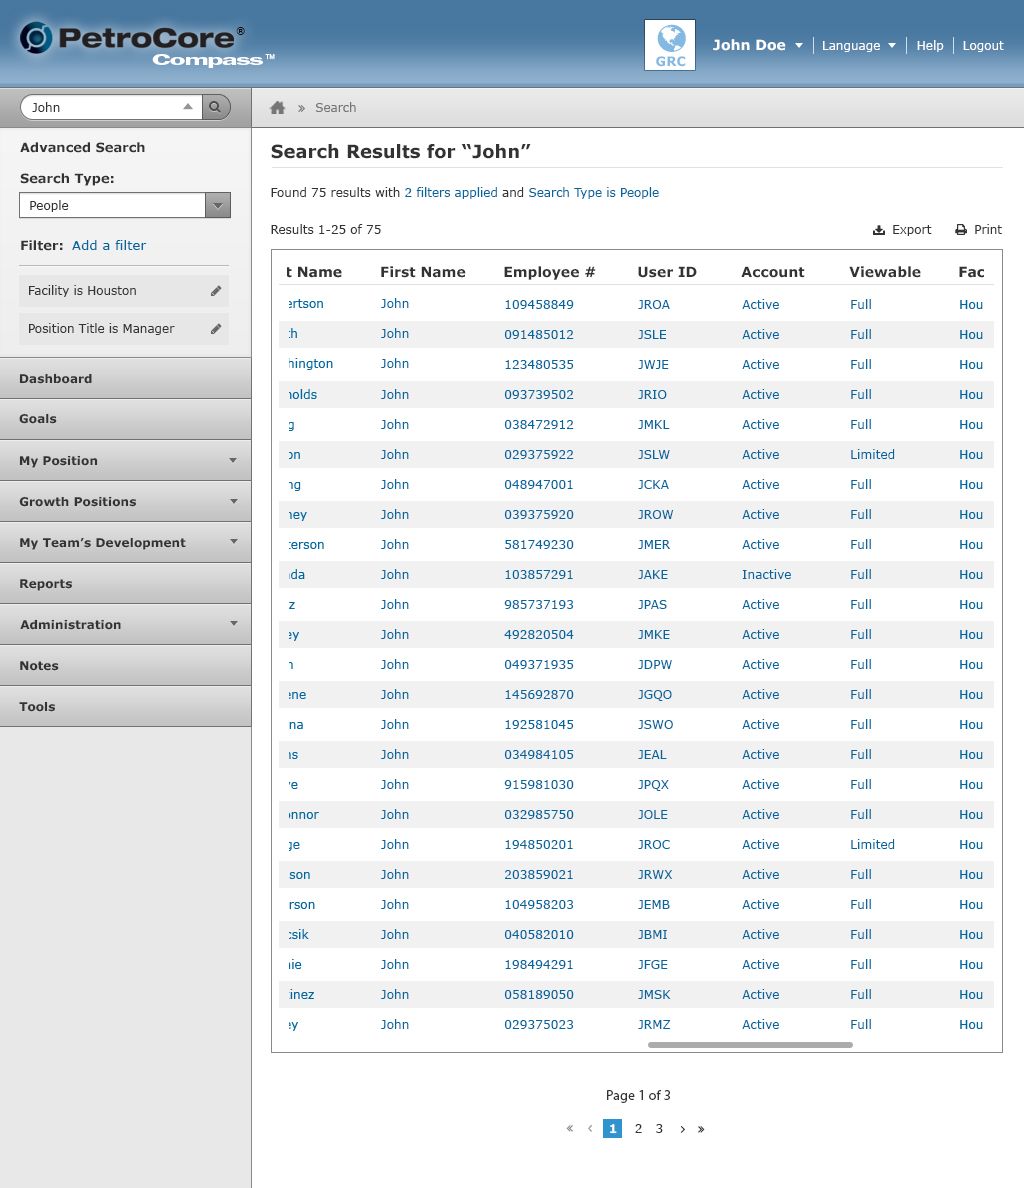 PetroCore®
Compass™
GRC
John Doe Language Help Logout
John
» Search
Advanced Search
Search Type:
People
Filter: Add a filter
Facility is Houston
Position Title is Manager
Dashboard
Goals
My Position
Growth Positions
My Team’s Development
Reports
Administration
Notes
Tools
Search Results for “John”
Found 75 results with 2 filters applied and Search Type is People
Results 1-25 of 75 Export Print
t Name First Name Employee # User ID Account Viewable Fac
ertson John 109458849 JROA Active Full Hou
th John 091485012 JSLE Active Full Hou
hington John 123480535 JWJE Active Full Hou
nolds John 093739502 JRIO Active Full Hou
g John 038472912 JMKL Active Full Hou
on John 029375922 JSLW Active Limited Hou
ng John 048947001 JCKA Active Full Hou
ney John 039375920 JROW Active Full Hou
terson John 581749230 JMER Active Full Hou
da John 103857291 JAKE Inactive Full Hou
z John 985737193 JPAS Active Full Hou
ey John 492820504 JMKE Active Full Hou
n John 049371935 JDPW Active Full Hou
ene John 145692870 JGQO Active Full Hou
na John 192581045 JSWO Active Full Hou
ns John 034984105 JEAL Active Full Hou
ve John 915981030 JPQX Active Full Hou
onnor John 032985750 JOLE Active Full Hou
ge John 194850201 JROC Active Limited Hou
son John 203859021 JRWX Active Full Hou
erson John 104958203 JEMB Active Full Hou
csik John 040582010 JBMI Active Full Hou
nie John 198494291 JFGE Active Full Hou
tinez John 058189050 JMSK Active Full Hou
ey John 029375023 JRMZ Active Full Hou
Page 1 of 3
« ‹ 1 2 3 › »